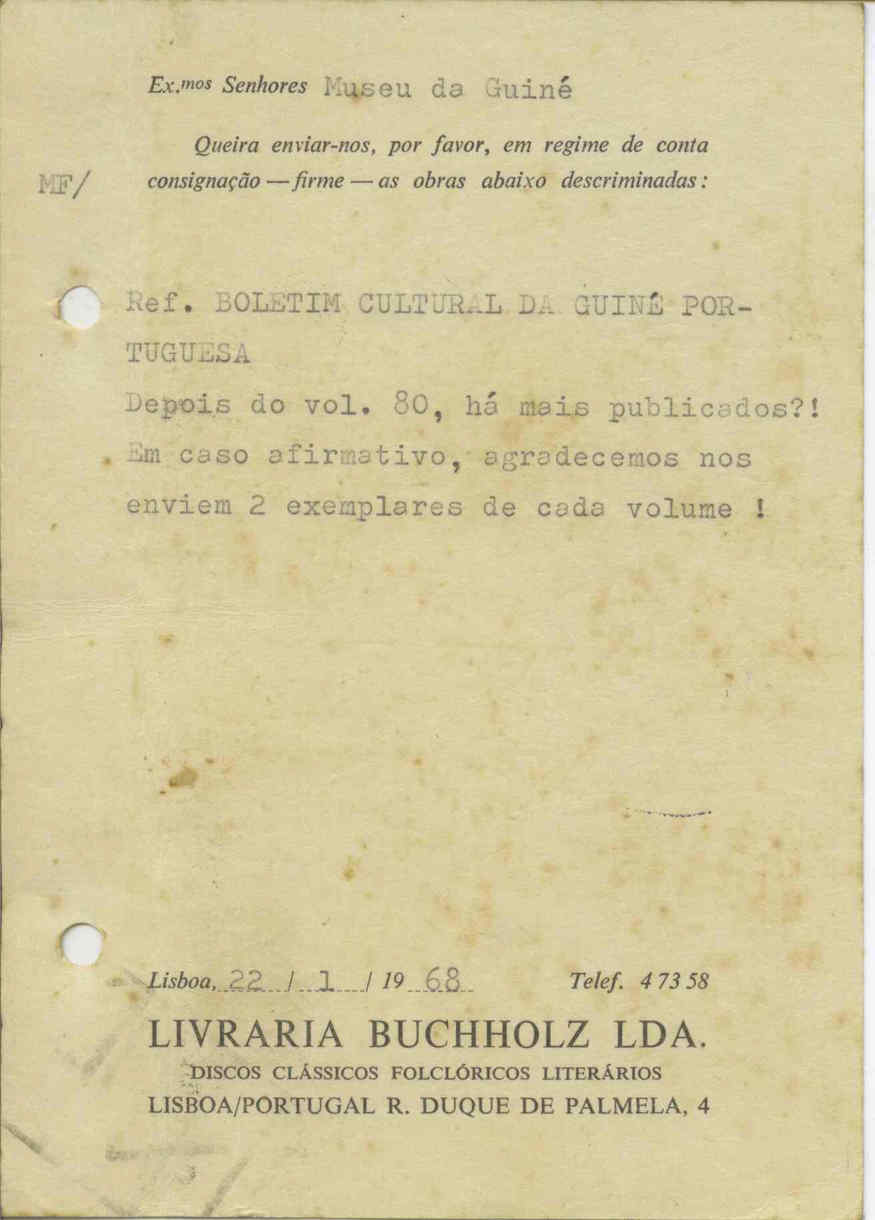 Ex.mos Senhores Museu da Guiné
Queira enviar-nos, por favor, em regime de conta
MF/ consignação — firme — as obras abaixo descriminadas :
Ref. BOLETIM CULTURAL DA GUINÉ POR-
TUGUESA
Depois do vol. 80, há mais publicados?!
Em caso afirmativo, agradecemos nos
enviem 2 exemplares de cada volume !
Lisboa, 22 / 1 / 19 68 Telef. 4 73 58
LIVRARIA BUCHHOLZ LDA.
DISCOS CLÁSSICOS FOLCLÓRICOS LITERÁRIOS
LISBOA/PORTUGAL R. DUQUE DE PALMELA, 4